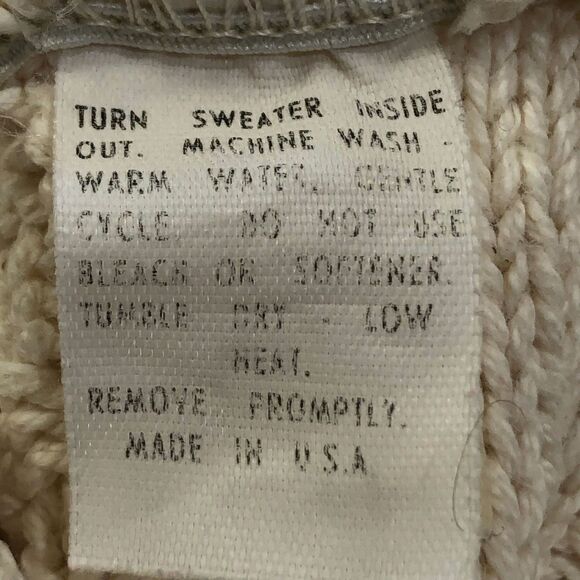 TURN SWEATER INSIDE
OUT. MACHINE WASH -
WARM WATER, GENTLE
CYCLE. DO NOT USE
BLEACH OR SOFTENER.
TUMBLE DRY - LOW
HEAT.
REMOVE PROMPTLY.
MADE IN U.S.A